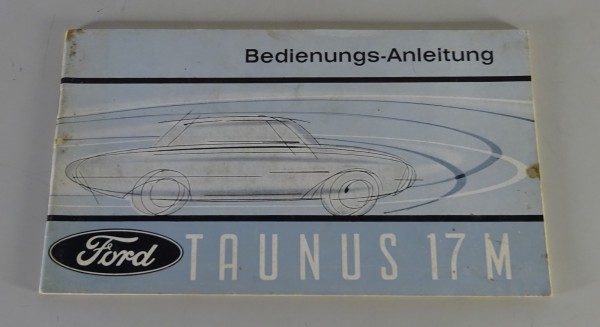 Bedienungs-Anleitung
Ford TAUNUS 17 M